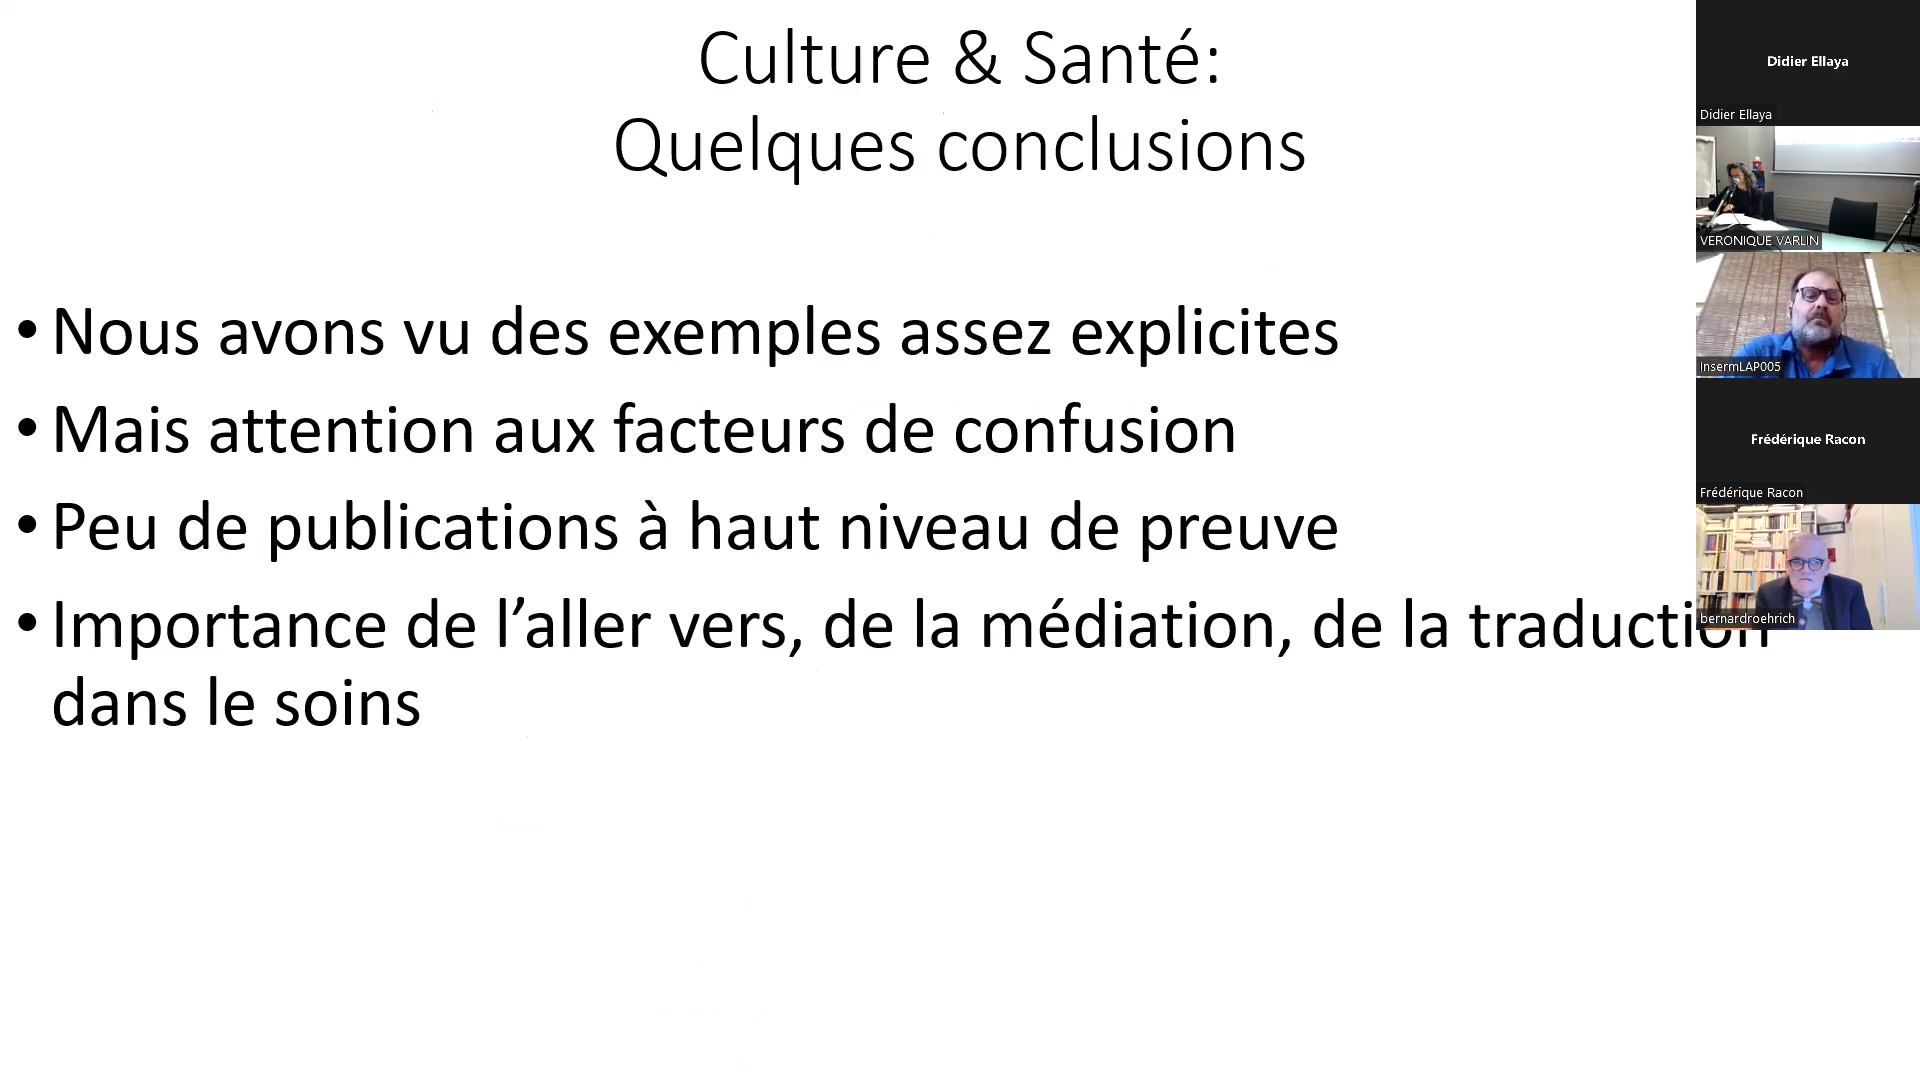 Culture & Santé:
Quelques conclusions
• Nous avons vu des exemples assez explicites
• Mais attention aux facteurs de confusion
• Peu de publications à haut niveau de preuve
• Importance de l’aller vers, de la médiation, de la traduction
dans le soins
Didier Ellaya
Didier Ellaya
VERONIQUE VARLIN
InsermLAP005
Frédérique Racon
Frédérique Racon
bernardroehrich